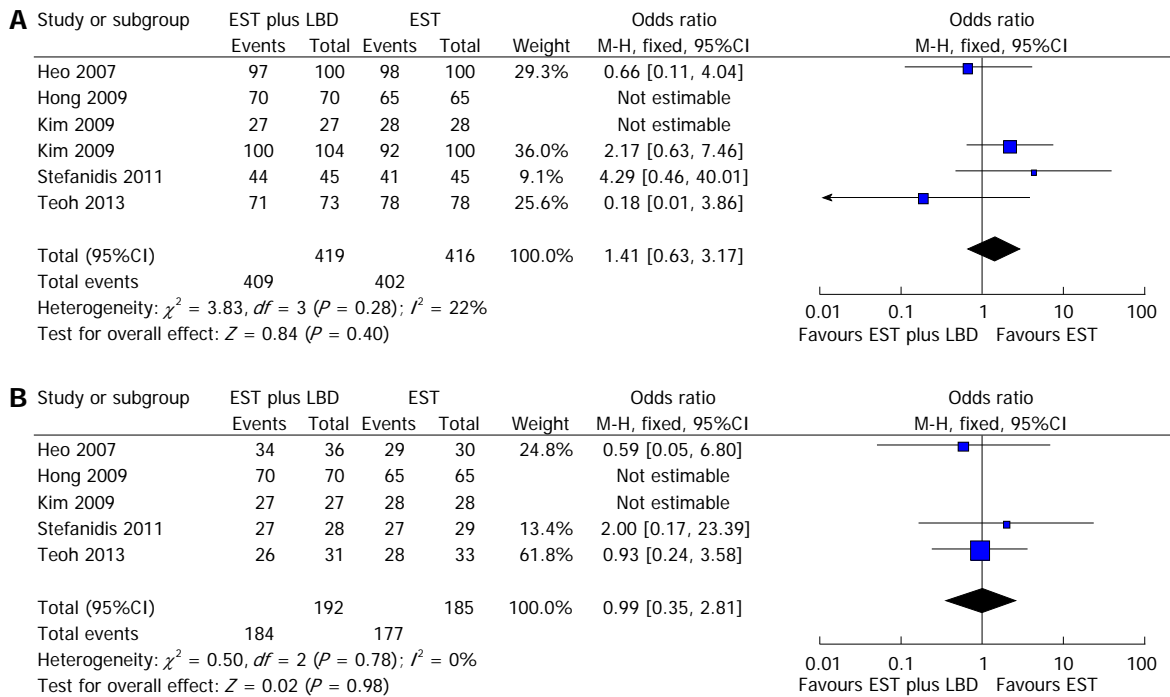 A Study or subgroup EST plus LBD EST Odds ratio Odds ratio
Events Total Events Total Weight M-H, fixed, 95%CI M-H, fixed, 95%CI
Heo 2007 97 100 98 100 29.3% 0.66 [0.11, 4.04]
Hong 2009 70 70 65 65 Not estimable
Kim 2009 27 27 28 28 Not estimable
Kim 2009 100 104 92 100 36.0% 2.17 [0.63, 7.46]
Stefanidis 2011 44 45 41 45 9.1% 4.29 [0.46, 40.01]
Teoh 2013 71 73 78 78 25.6% 0.18 [0.01, 3.86]
Total (95%CI) 419 416 100.0% 1.41 [0.63, 3.17]
Total events 409 402
Heterogeneity: χ² = 3.83, df = 3 (P = 0.28); I² = 22%
Test for overall effect: Z = 0.84 (P = 0.40)
0.01 0.1 1 10 100
Favours EST plus LBD Favours EST
B Study or subgroup EST plus LBD EST Odds ratio Odds ratio
Events Total Events Total Weight M-H, fixed, 95%CI M-H, fixed, 95%CI
Heo 2007 34 36 29 30 24.8% 0.59 [0.05, 6.80]
Hong 2009 70 70 65 65 Not estimable
Kim 2009 27 27 28 28 Not estimable
Stefanidis 2011 27 28 27 29 13.4% 2.00 [0.17, 23.39]
Teoh 2013 26 31 28 33 61.8% 0.93 [0.24, 3.58]
Total (95%CI) 192 185 100.0% 0.99 [0.35, 2.81]
Total events 184 177
Heterogeneity: χ² = 0.50, df = 2 (P = 0.78); I² = 0%
Test for overall effect: Z = 0.02 (P = 0.98)
0.01 0.1 1 10 100
Favours EST plus LBD Favours EST